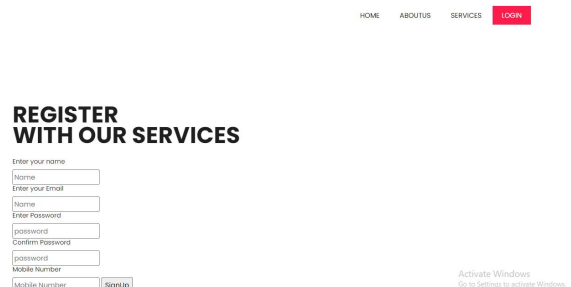 HOME ABOUTUS SERVICES LOGIN
REGISTER
WITH OUR SERVICES
Enter your name
Name
Enter your Email
Name
Enter Password
password
Confirm Password
password
Mobile Number
Mobile Number SignUp
Activate Windows
Go to Settings to activate Windows.